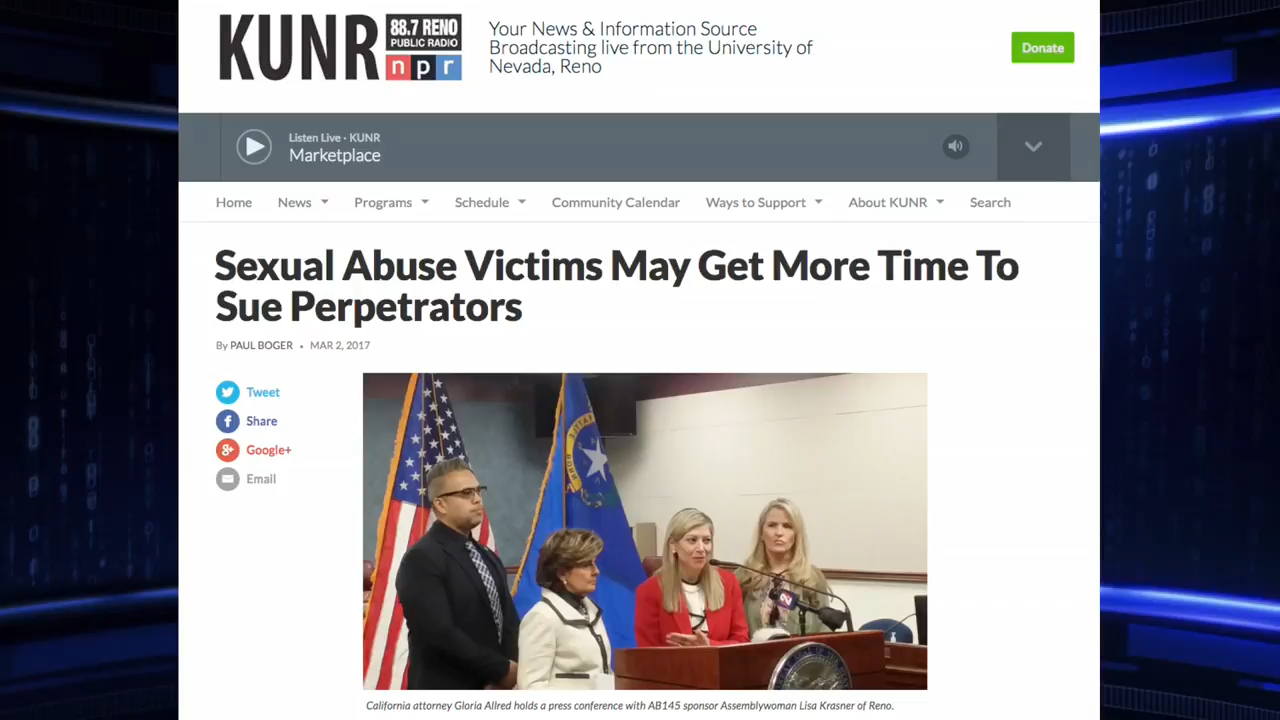 KUNR
88.7 RENO
PUBLIC RADIO
npr
Your News & Information Source
Broadcasting live from the University of
Nevada, Reno
Donate
Listen Live · KUNR
Marketplace
Home News Programs Schedule Community Calendar Ways to Support About KUNR Search
Sexual Abuse Victims May Get More Time To
Sue Perpetrators
By PAUL BOGER • MAR 2, 2017
Tweet
Share
Google+
Email
California attorney Gloria Allred holds a press conference with AB145 sponsor Assemblywoman Lisa Krasner of Reno.